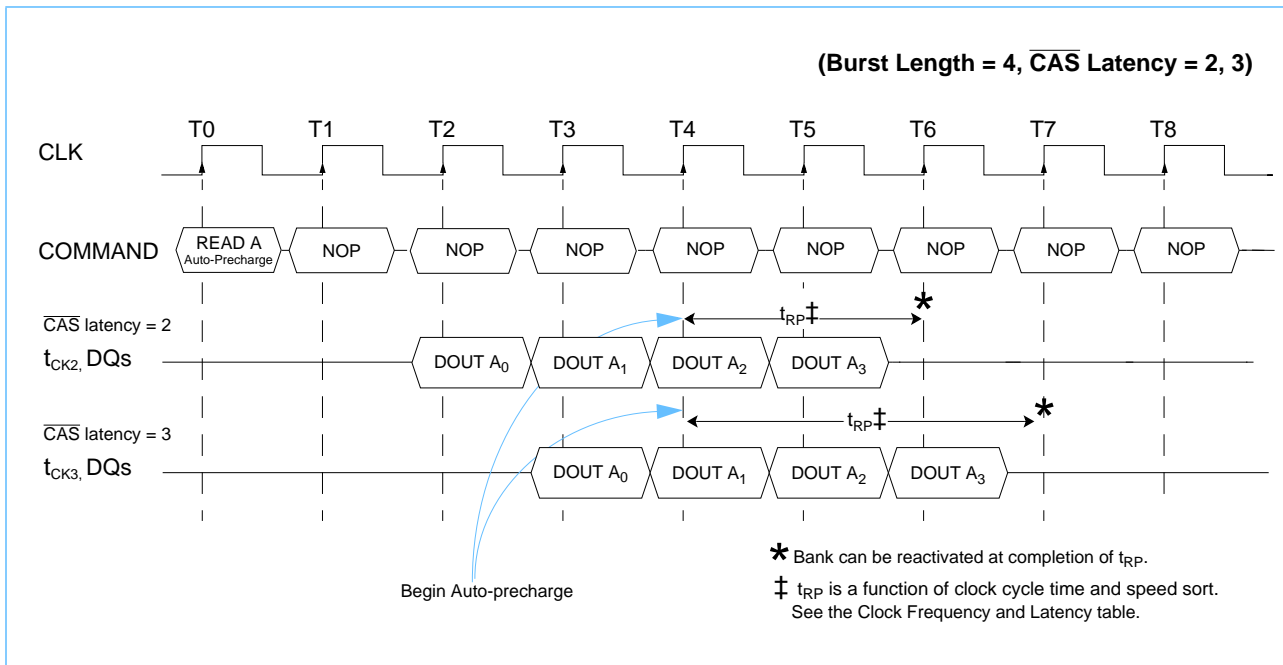 (Burst Length = 4, CAS Latency = 2, 3)
T0 T1 T2 T3 T4 T5 T6 T7 T8
CLK
COMMAND READ A Auto-Precharge NOP NOP NOP NOP NOP NOP NOP NOP
CAS latency = 2
tRP‡ *
tCK2, DQs DOUT A0 DOUT A1 DOUT A2 DOUT A3
CAS latency = 3
tRP‡ *
tCK3, DQs DOUT A0 DOUT A1 DOUT A2 DOUT A3
Begin Auto-precharge
* Bank can be reactivated at completion of tRP.
‡ tRP is a function of clock cycle time and speed sort.
See the Clock Frequency and Latency table.